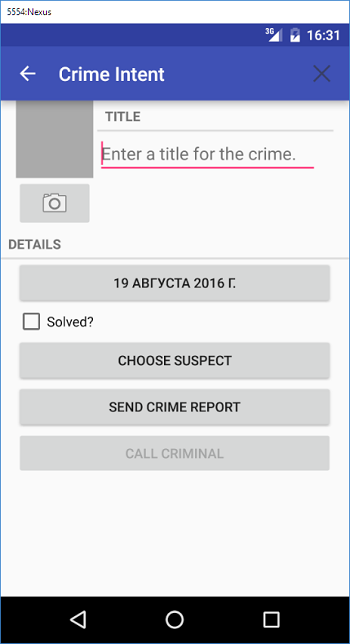 5554:Nexus
3G 16:31
Crime Intent
TITLE
Enter a title for the crime.
DETAILS
19 АВГУСТА 2016 Г.
Solved?
CHOOSE SUSPECT
SEND CRIME REPORT
CALL CRIMINAL